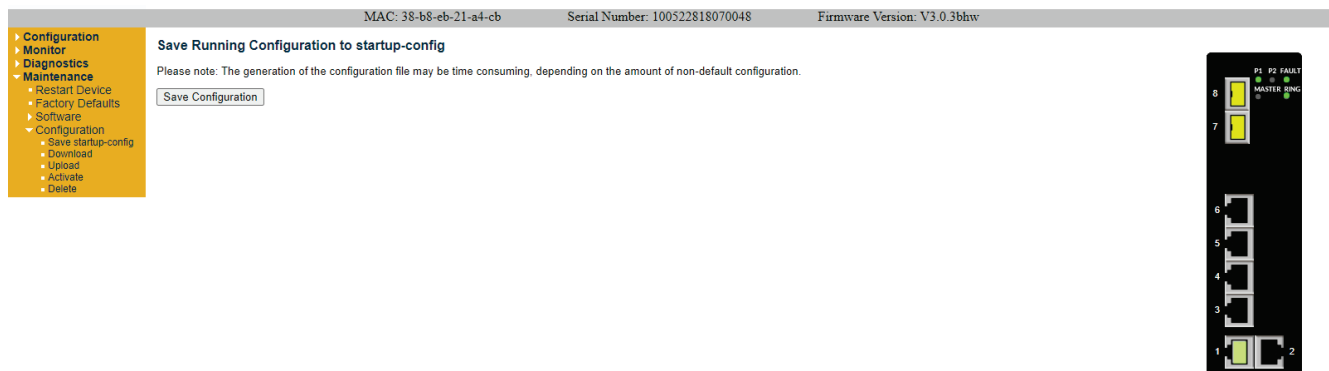 MAC: 38-b8-eb-21-a4-cb Serial Number: 100522818070048 Firmware Version: V3.0.3bhw
Configuration
Monitor
Diagnostics
Maintenance
Restart Device
Factory Defaults
Software
Configuration
Save startup-config
Download
Upload
Activate
Delete
Save Running Configuration to startup-config
Please note: The generation of the configuration file may be time consuming, depending on the amount of non-default configuration.
Save Configuration
P1 P2 FAULT
MASTER RING
8
7
6
5
4
3
1 2